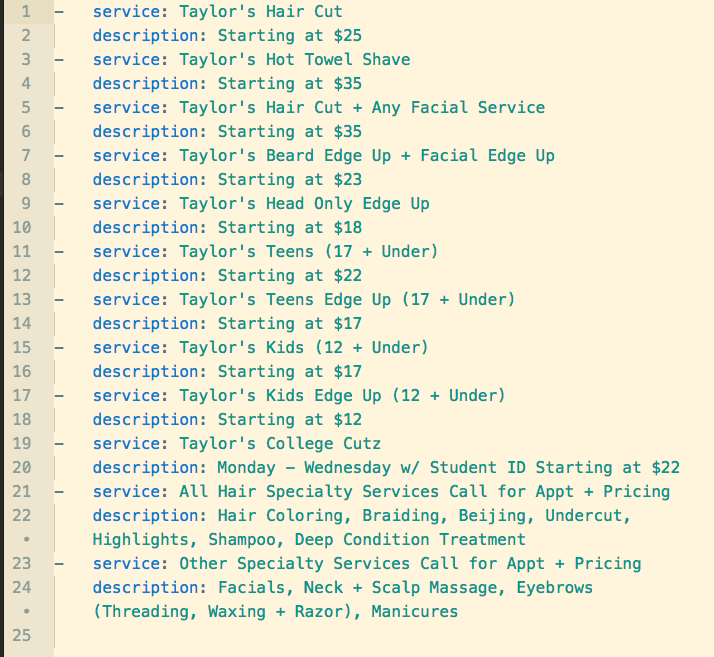 1 – service: Taylor's Hair Cut
2 description: Starting at $25
3 – service: Taylor's Hot Towel Shave
4 description: Starting at $35
5 – service: Taylor's Hair Cut + Any Facial Service
6 description: Starting at $35
7 – service: Taylor's Beard Edge Up + Facial Edge Up
8 description: Starting at $23
9 – service: Taylor's Head Only Edge Up
10 description: Starting at $18
11 – service: Taylor's Teens (17 + Under)
12 description: Starting at $22
13 – service: Taylor's Teens Edge Up (17 + Under)
14 description: Starting at $17
15 – service: Taylor's Kids (12 + Under)
16 description: Starting at $17
17 – service: Taylor's Kids Edge Up (12 + Under)
18 description: Starting at $12
19 – service: Taylor's College Cutz
20 description: Monday – Wednesday w/ Student ID Starting at $22
21 – service: All Hair Specialty Services Call for Appt + Pricing
22 description: Hair Coloring, Braiding, Beijing, Undercut,
• Highlights, Shampoo, Deep Condition Treatment
23 – service: Other Specialty Services Call for Appt + Pricing
24 description: Facials, Neck + Scalp Massage, Eyebrows
• (Threading, Waxing + Razor), Manicures
25